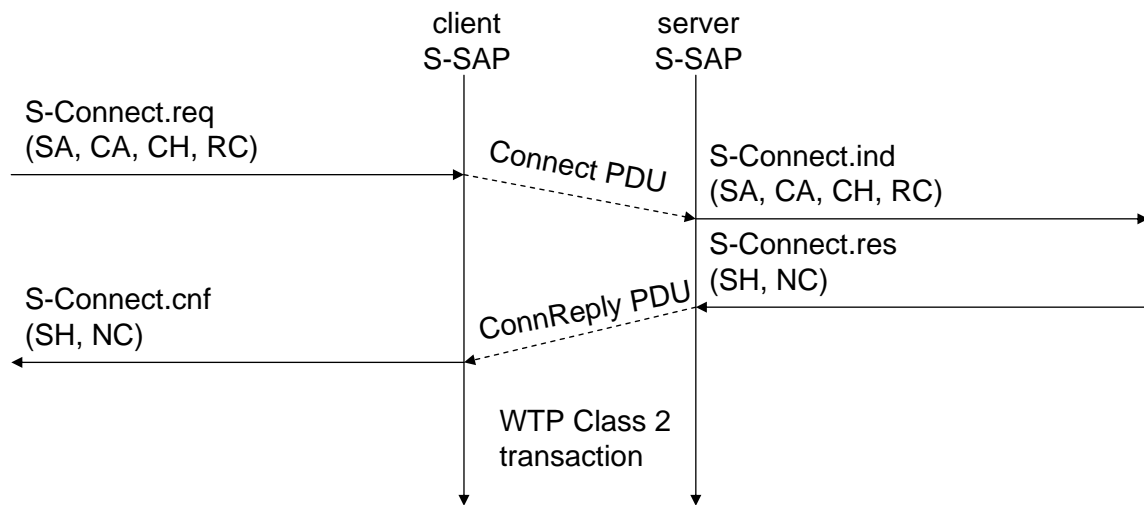 client
S-SAP
server
S-SAP
S-Connect.req
(SA, CA, CH, RC)
Connect PDU
S-Connect.ind
(SA, CA, CH, RC)
S-Connect.res
(SH, NC)
S-Connect.cnf
(SH, NC)
ConnReply PDU
WTP Class 2
transaction